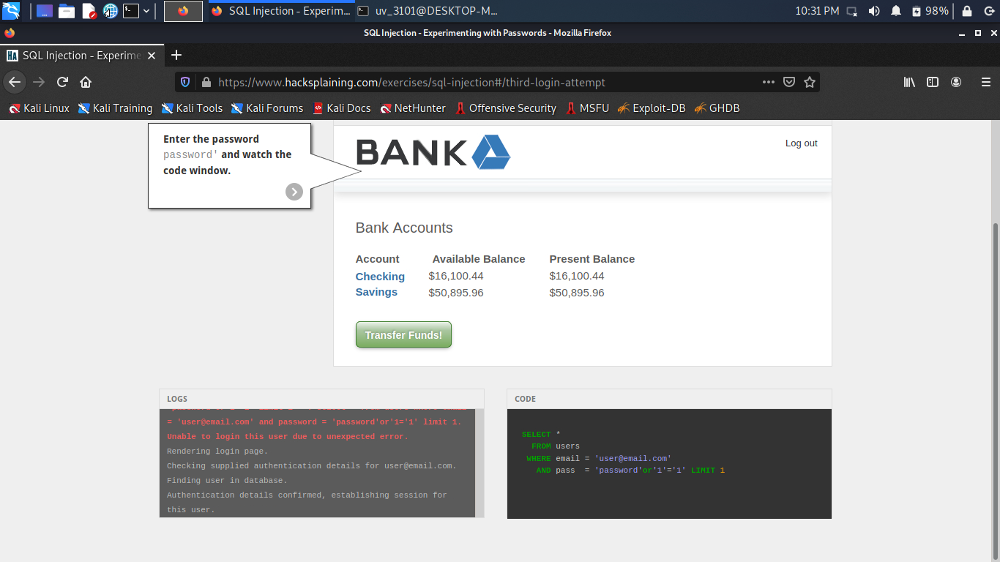 10:31 PM
98%
SQL Injection - Experim...
uv_3101@DESKTOP-M...
SQL Injection - Experimenting with Passwords - Mozilla Firefox
SQL Injection - Experime
https://www.hacksplaining.com/exercises/sql-injection#/third-login-attempt
Kali Linux Kali Training Kali Tools Kali Forums Kali Docs NetHunter Offensive Security MSFU Exploit-DB GHDB
Enter the password
password' and watch the
code window.
BANK
Log out
Bank Accounts
Account Available Balance Present Balance
Checking $16,100.44 $16,100.44
Savings $50,895.96 $50,895.96
Transfer Funds!
LOGS
= 'user@email.com' and password = 'password'or'1='1' limit 1.
Unable to login this user due to unexpected error.
Rendering login page.
Checking supplied authentication details for user@email.com.
Finding user in database.
Authentication details confirmed, establishing session for
this user.
CODE
SELECT *
FROM users
WHERE email = 'user@email.com'
AND pass = 'password'or'1'='1' LIMIT 1